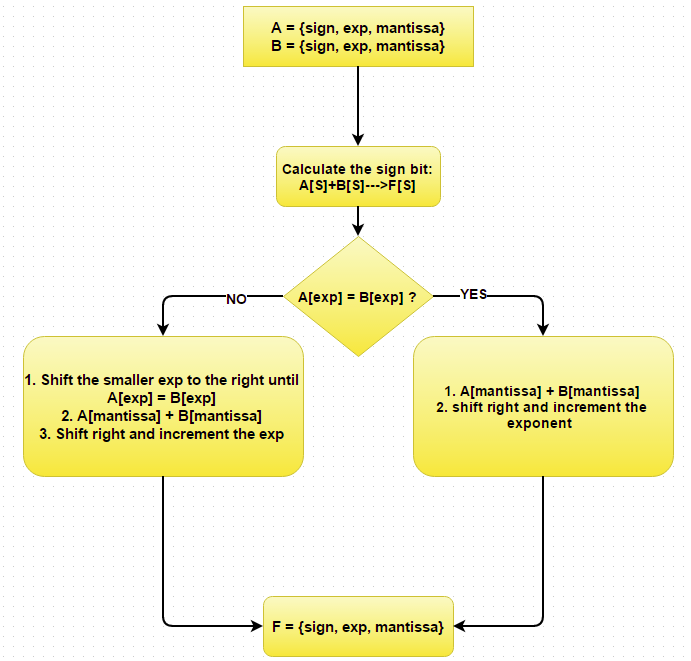 A = {sign, exp, mantissa}
B = {sign, exp, mantissa}
Calculate the sign bit:
A[S]+B[S]--->F[S]
A[exp] = B[exp] ?
NO
YES
1. Shift the smaller exp to the right until
A[exp] = B[exp]
2. A[mantissa] + B[mantissa]
3. Shift right and increment the exp
1. A[mantissa] + B[mantissa]
2. shift right and increment the
exponent
F = {sign, exp, mantissa}